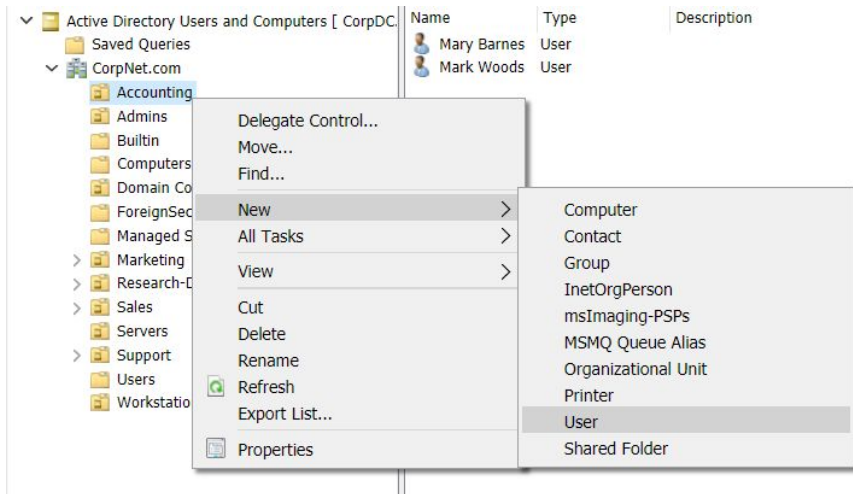 Active Directory Users and Computers [ CorpDC.
Saved Queries
CorpNet.com
Accounting
Admins
Builtin
Computers
Domain Co
ForeignSec
Managed S
Marketing
Research-D
Sales
Servers
Support
Users
Workstatio
Name Type Description
Mary Barnes User
Mark Woods User
Delegate Control...
Move...
Find...
New
All Tasks
View
Cut
Delete
Rename
Refresh
Export List...
Properties
Computer
Contact
Group
InetOrgPerson
msImaging-PSPs
MSMQ Queue Alias
Organizational Unit
Printer
User
Shared Folder